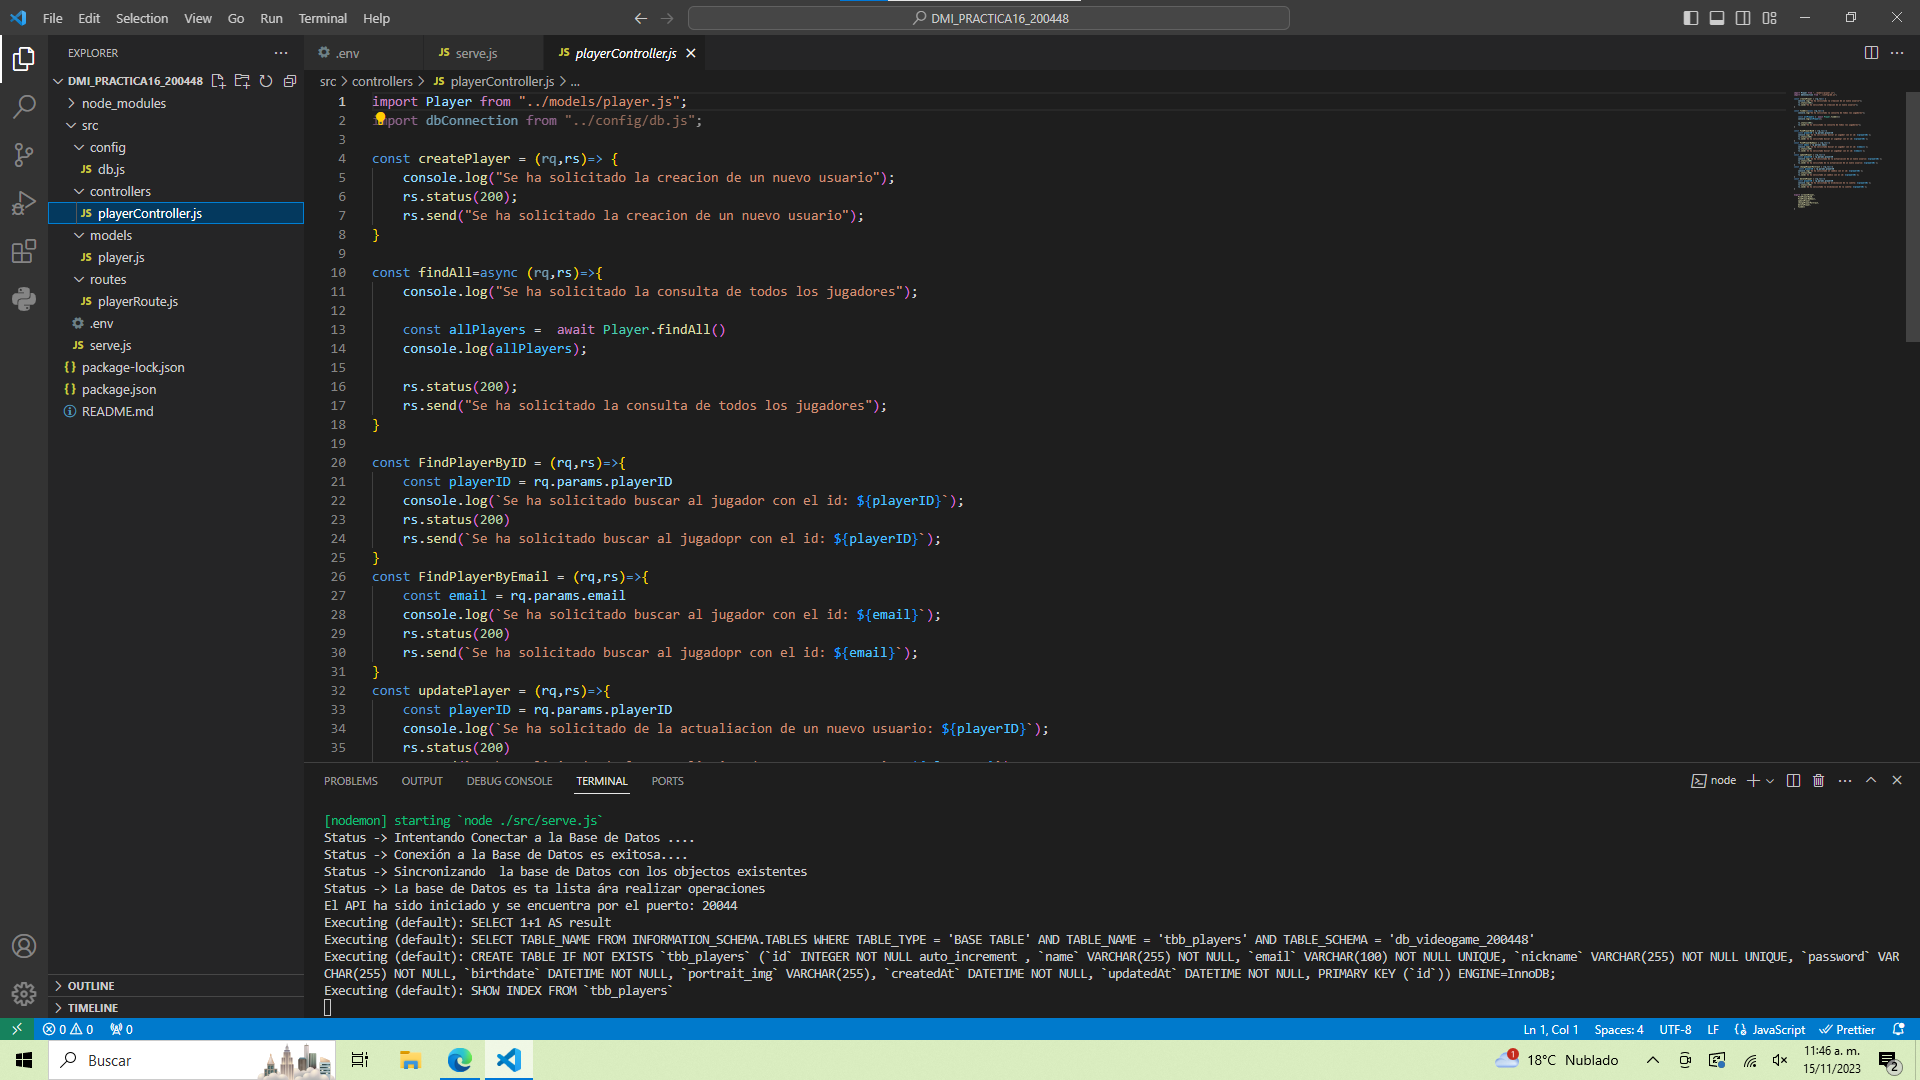 File Edit Selection View Go Run Terminal Help
DMI_PRACTICA16_200448
EXPLORER
DMI_PRACTICA16_200448
node_modules
src
config
JS db.js
controllers
JS playerController.js
models
JS player.js
routes
JS playerRoute.js
.env
JS serve.js
{} package-lock.json
{} package.json
README.md
OUTLINE
TIMELINE
.env
JS serve.js
JS playerController.js
src > controllers > JS playerController.js > ...
1 import Player from "../models/player.js";
2 import dbConnection from "../config/db.js";
3
4 const createPlayer = (rq,rs)=> {
5 console.log("Se ha solicitado la creacion de un nuevo usuario");
6 rs.status(200);
7 rs.send("Se ha solicitado la creacion de un nuevo usuario");
8 }
9
10 const findAll=async (rq,rs)=>{
11 console.log("Se ha solicitado la consulta de todos los jugadores");
12
13 const allPlayers =  await Player.findAll()
14 console.log(allPlayers);
15
16 rs.status(200);
17 rs.send("Se ha solicitado la consulta de todos los jugadores");
18 }
19
20 const FindPlayerByID = (rq,rs)=>{
21 const playerID = rq.params.playerID
22 console.log(`Se ha solicitado buscar al jugador con el id: ${playerID}`);
23 rs.status(200)
24 rs.send(`Se ha solicitado buscar al jugadopr con el id: ${playerID}`);
25 }
26 const FindPlayerByEmail = (rq,rs)=>{
27 const email = rq.params.email
28 console.log(`Se ha solicitado buscar al jugador con el id: ${email}`);
29 rs.status(200)
30 rs.send(`Se ha solicitado buscar al jugadopr con el id: ${email}`);
31 }
32 const updatePlayer = (rq,rs)=>{
33 const playerID = rq.params.playerID
34 console.log(`Se ha solicitado de la actualiacion de un nuevo usuario: ${playerID}`);
35 rs.status(200)
PROBLEMS OUTPUT DEBUG CONSOLE TERMINAL PORTS
node
[nodemon] starting `node ./src/serve.js`
Status -> Intentando Conectar a la Base de Datos ....
Status -> Conexión a la Base de Datos es exitosa....
Status -> Sincronizando  la base de Datos con los objetos existentes
Status -> La base de Datos es ta lista ára realizar operaciones
El API ha sido iniciado y se encuentra por el puerto: 20044
Executing (default): SELECT 1+1 AS result
Executing (default): SELECT TABLE_NAME FROM INFORMATION_SCHEMA.TABLES WHERE TABLE_TYPE = 'BASE TABLE' AND TABLE_NAME = 'tbb_players' AND TABLE_SCHEMA = 'db_videogame_200448'
Executing (default): CREATE TABLE IF NOT EXISTS `tbb_players` (`id` INTEGER NOT NULL auto_increment , `name` VARCHAR(255) NOT NULL, `email` VARCHAR(100) NOT NULL UNIQUE, `nickname` VARCHAR(255) NOT NULL UNIQUE, `password` VAR
CHAR(255) NOT NULL, `birthdate` DATETIME NOT NULL, `portrait_img` VARCHAR(255), `createdAt` DATETIME NOT NULL, `updatedAt` DATETIME NOT NULL, PRIMARY KEY (`id`)) ENGINE=InnoDB;
Executing (default): SHOW INDEX FROM `tbb_players`
0 0 0
Ln 1, Col 1 Spaces: 4 UTF-8 LF {} JavaScript Prettier
Buscar
1 18°C Nublado
11:46 a. m.
15/11/2023
2